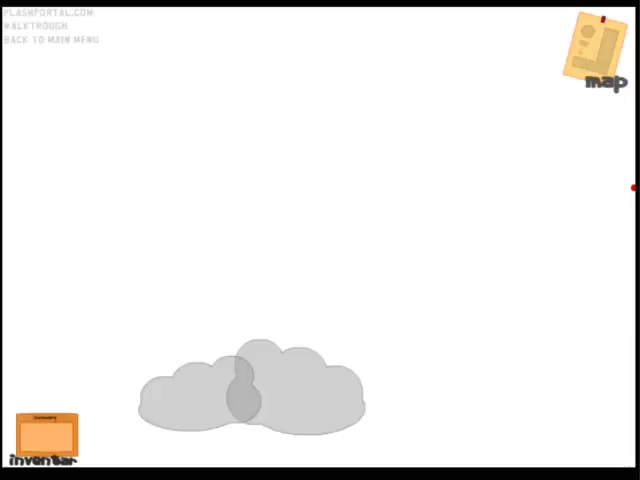 FLASHPORTAL.COM
WALKTROUGH
BACK TO MAIN MENU
map
inventar